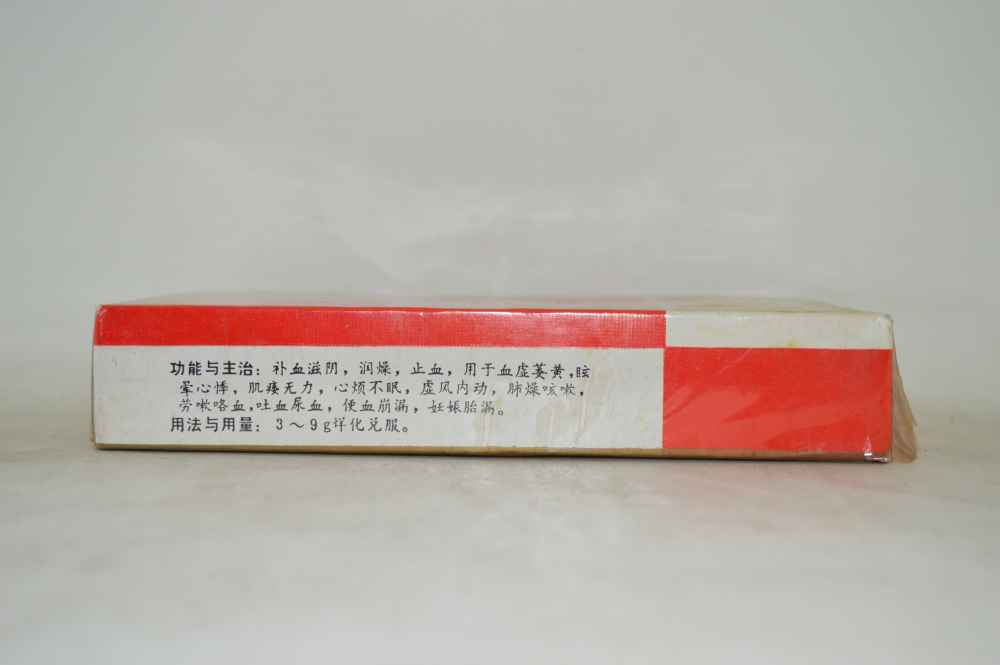 功能与主治：补血滋阴，润燥，止血，用于血虚萎黄，眩
晕心悸，肌痿无力，心烦不眠，虚风内动，肺燥咳嗽，
劳嗽咯血，吐血尿血，便血崩漏，妊娠胎漏。
用法与用量：3～9g烊化兑服。